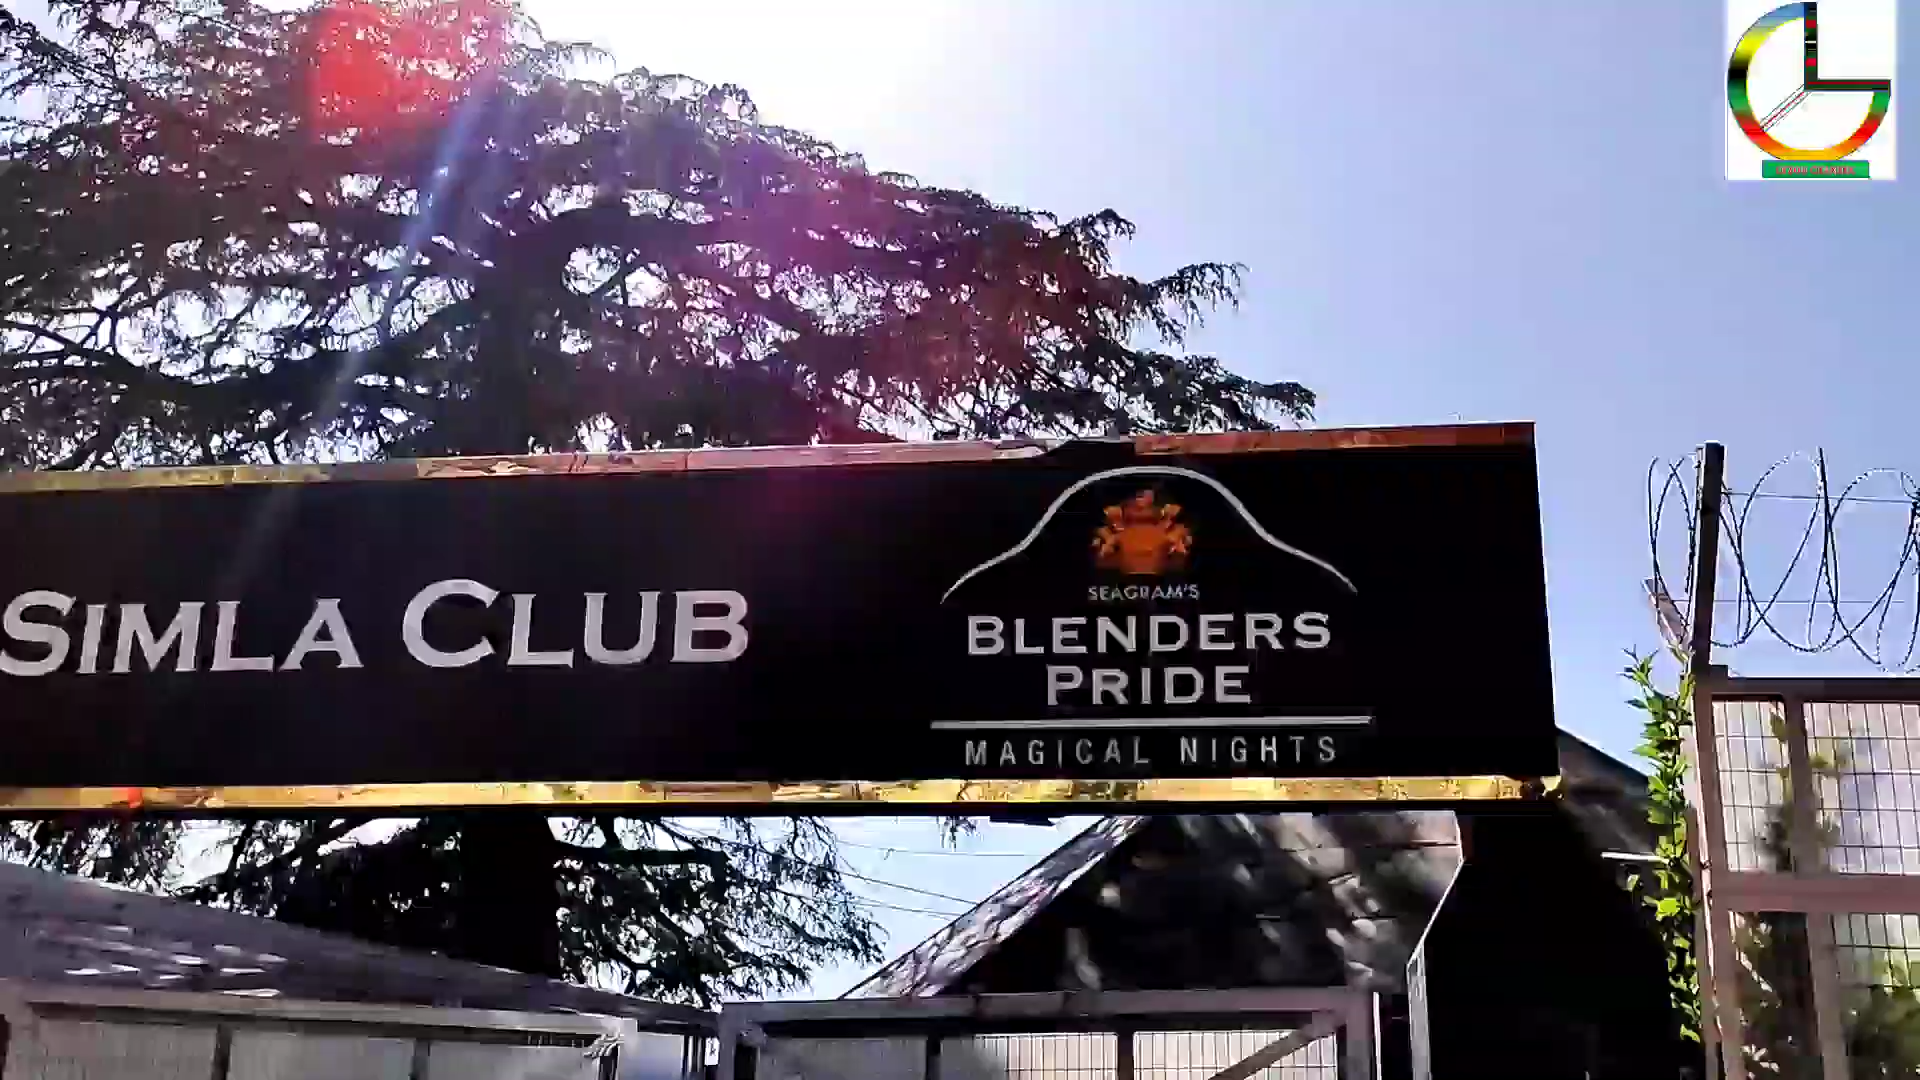 SIMLA CLUB
SEAGRAM'S
BLENDERS
PRIDE
MAGICAL NIGHTS